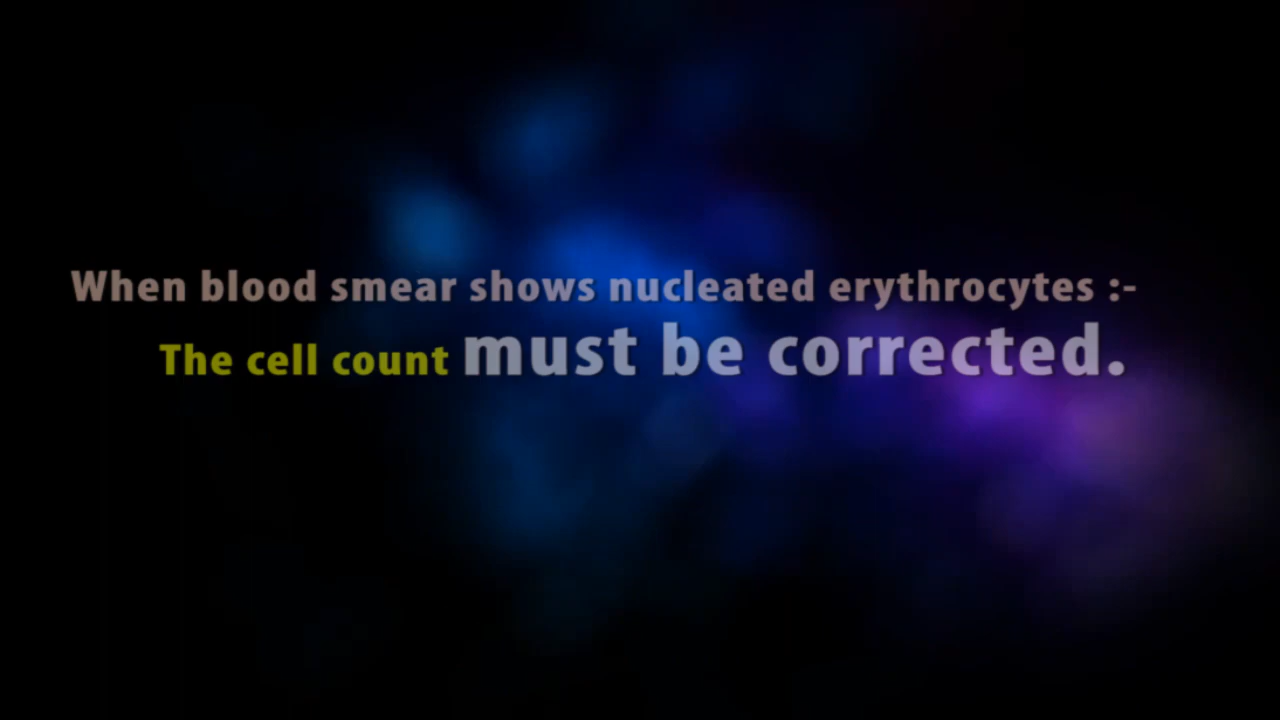 When blood smear shows nucleated erythrocytes :-
The cell count must be corrected.